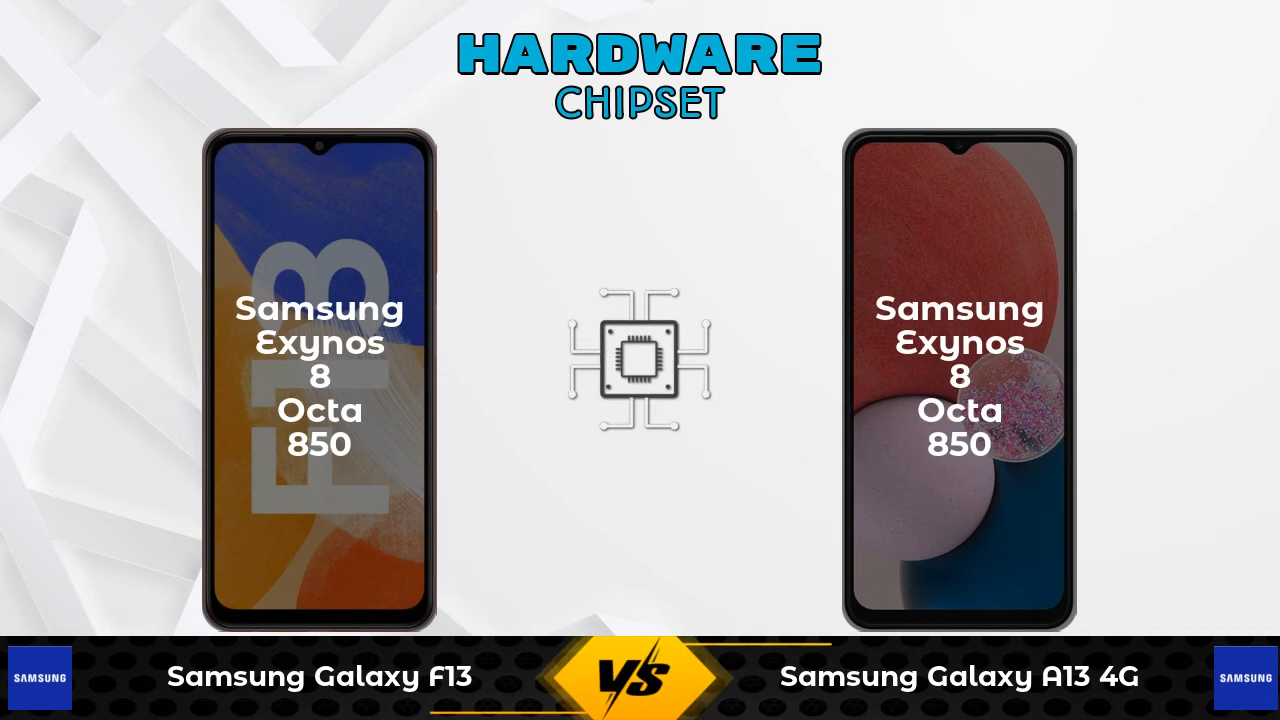 HARDWARE
CHIPSET
F13
Samsung
Exynos
8
Octa
850
Samsung
Exynos
8
Octa
850
SAMSUNG
Samsung Galaxy F13
VS
Samsung Galaxy A13 4G
SAMSUNG